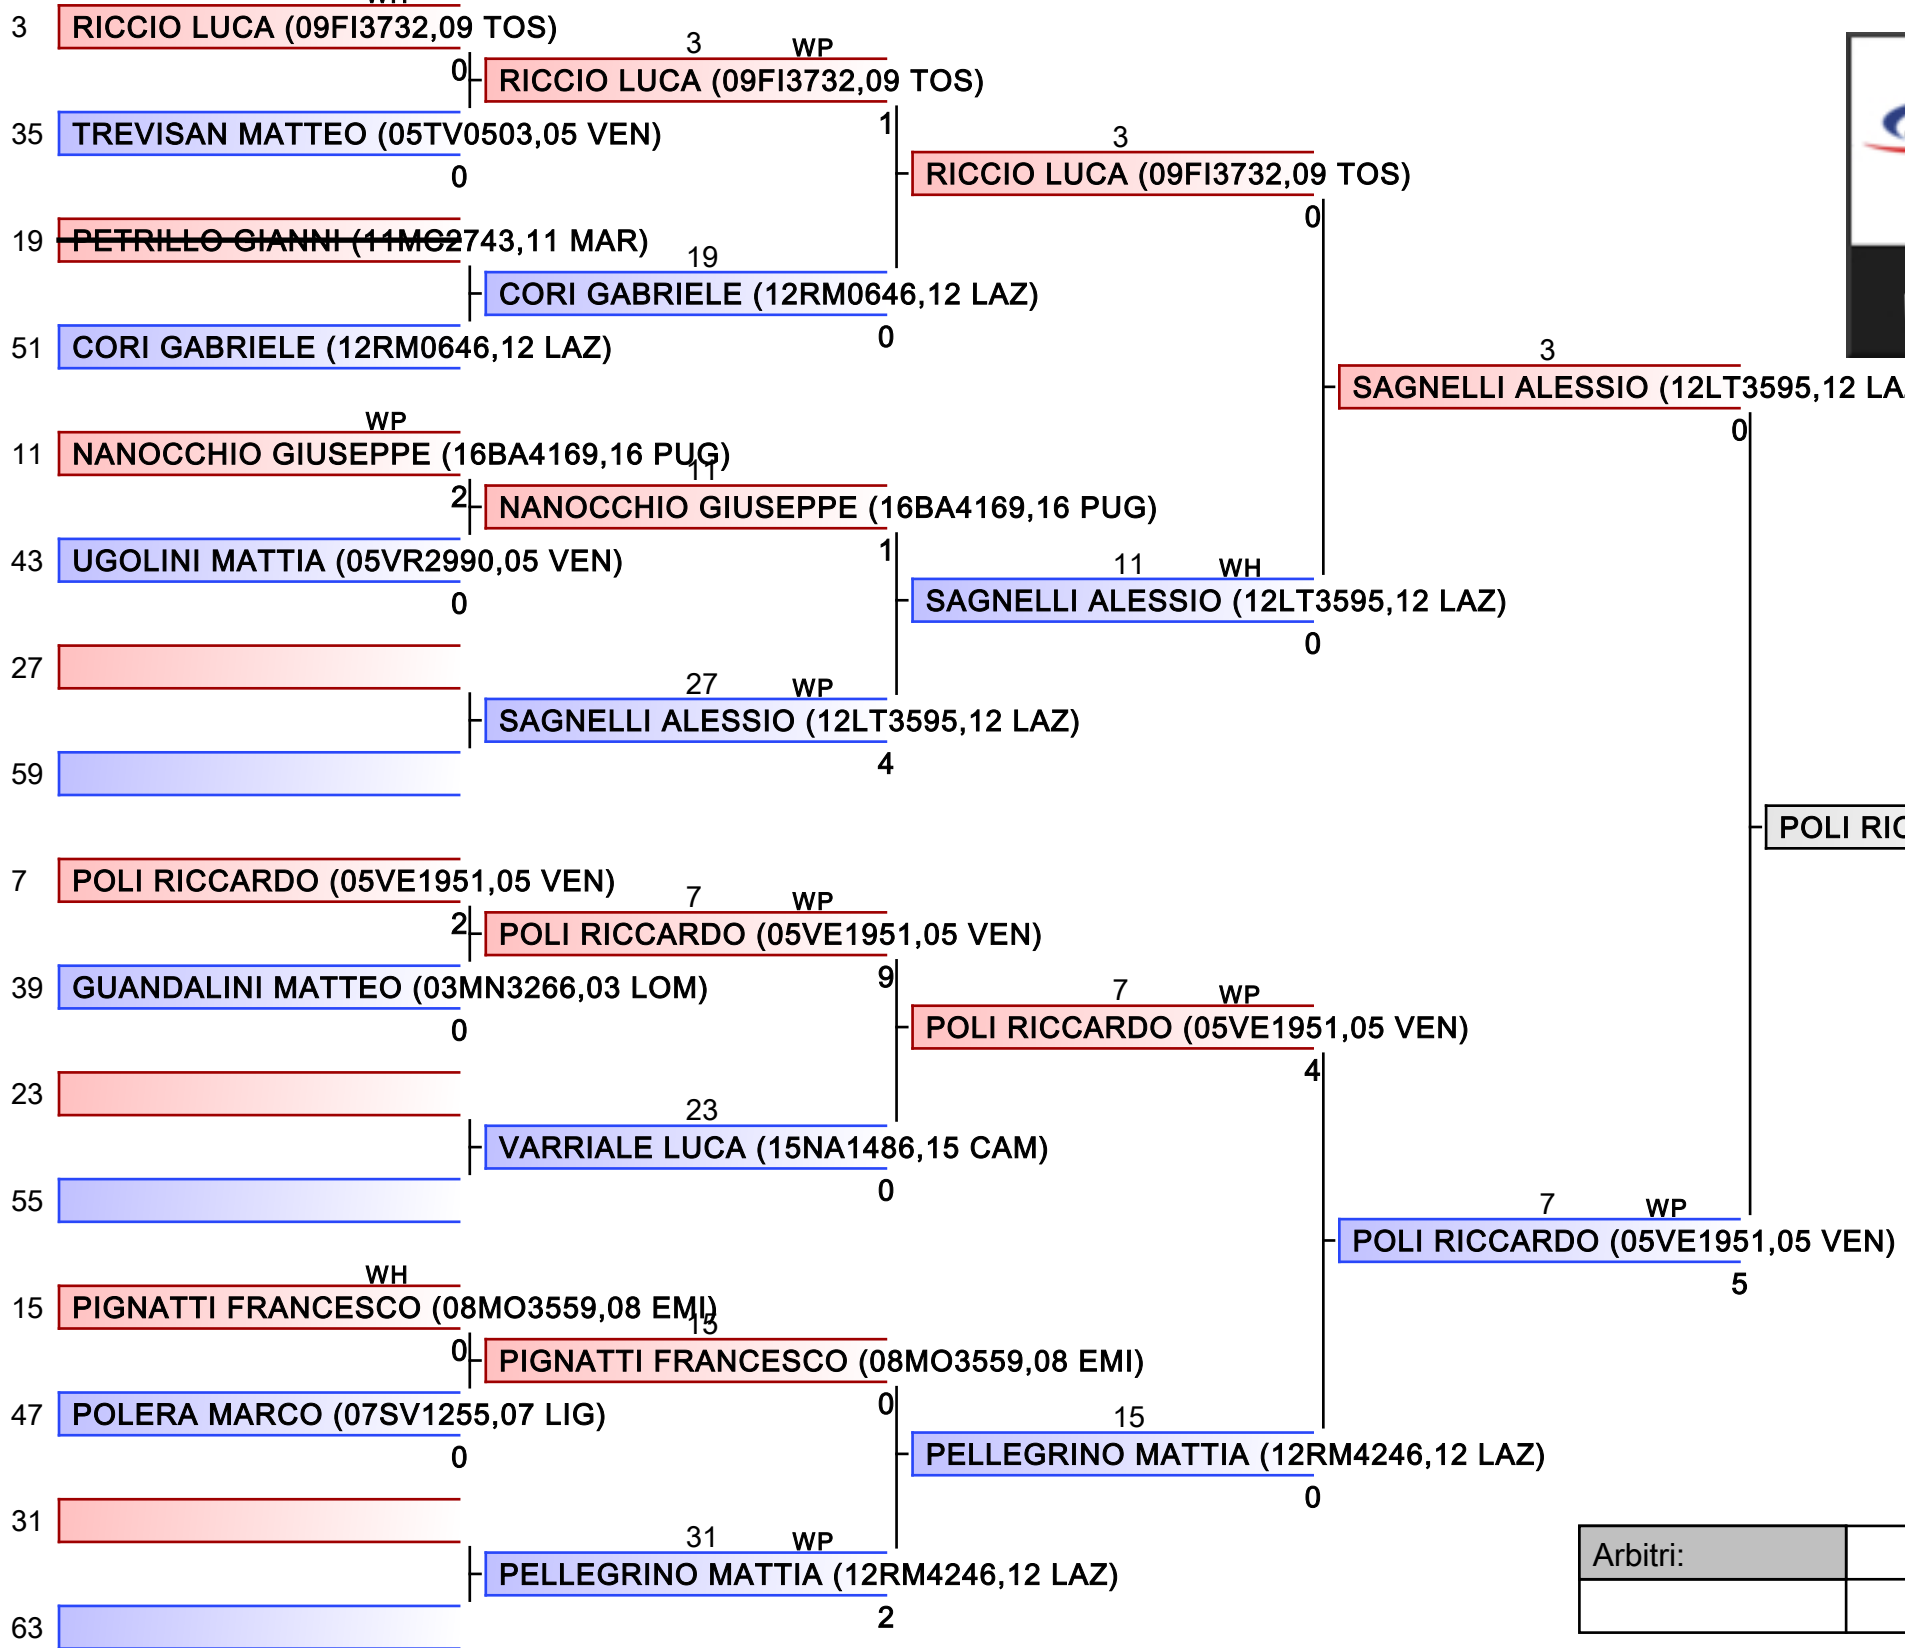 3 RICCIO LUCA (09FI3732,09 TOS)
0
3 WP
RICCIO LUCA (09FI3732,09 TOS)
1
35 TREVISAN MATTEO (05TV0503,05 VEN)
0
3
RICCIO LUCA (09FI3732,09 TOS)
0
19 PETRILLO GIANNI (11MC2743,11 MAR)
19
CORI GABRIELE (12RM0646,12 LAZ)
0
51 CORI GABRIELE (12RM0646,12 LAZ)
3
SAGNELLI ALESSIO (12LT3595,12 LA
0
WP
11 NANOCCHIO GIUSEPPE (16BA4169,16 PUG)
2
11
NANOCCHIO GIUSEPPE (16BA4169,16 PUG)
1
43 UGOLINI MATTIA (05VR2990,05 VEN)
0
11 WH
SAGNELLI ALESSIO (12LT3595,12 LAZ)
0
27
27 WP
SAGNELLI ALESSIO (12LT3595,12 LAZ)
4
59
POLI RIC
7 POLI RICCARDO (05VE1951,05 VEN)
2
7 WP
POLI RICCARDO (05VE1951,05 VEN)
9
39 GUANDALINI MATTEO (03MN3266,03 LOM)
0
7 WP
POLI RICCARDO (05VE1951,05 VEN)
4
23
23
VARRIALE LUCA (15NA1486,15 CAM)
0
55
7 WP
POLI RICCARDO (05VE1951,05 VEN)
5
WH
15 PIGNATTI FRANCESCO (08MO3559,08 EMI)
0
15
PIGNATTI FRANCESCO (08MO3559,08 EMI)
0
47 POLERA MARCO (07SV1255,07 LIG)
0
15
PELLEGRINO MATTIA (12RM4246,12 LAZ)
0
31
31 WP
PELLEGRINO MATTIA (12RM4246,12 LAZ)
2
63
Arbitri: